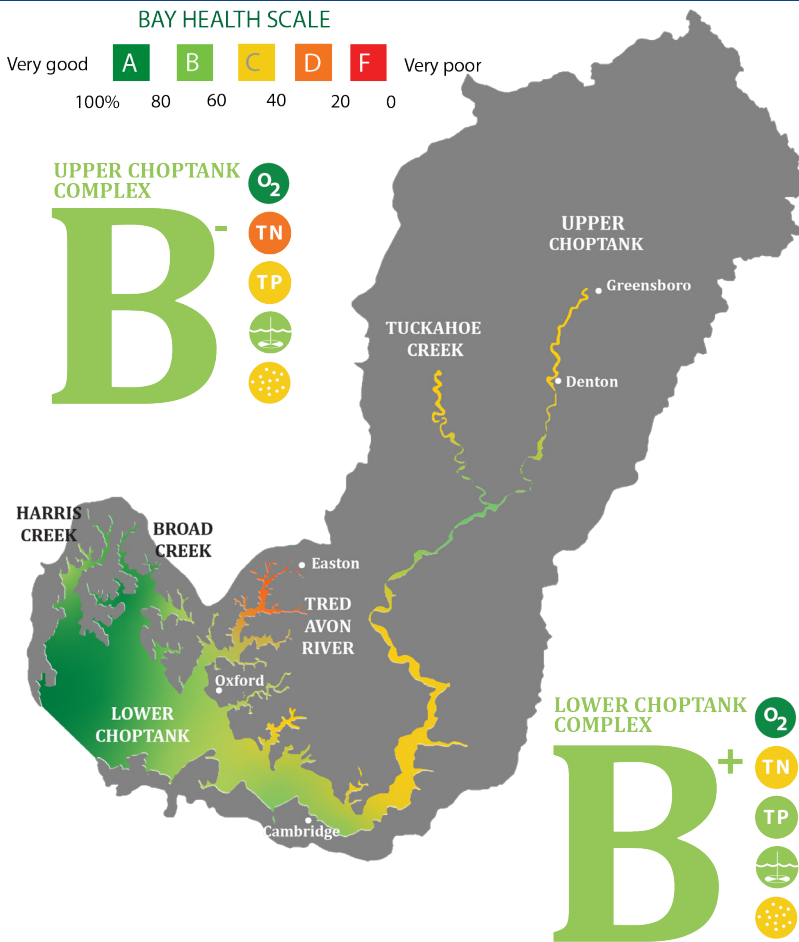 BAY HEALTH SCALE
Very good A B C D F Very poor
100% 80 60 40 20 0
UPPER CHOPTANK
COMPLEX
B-
O2
TN
TP
UPPER
CHOPTANK
Greensboro
TUCKAHOE
CREEK
Denton
HARRIS
CREEK
BROAD
CREEK
Easton
TRED
AVON
RIVER
Oxford
LOWER
CHOPTANK
Cambridge
LOWER CHOPTANK
COMPLEX
B+
O2
TN
TP